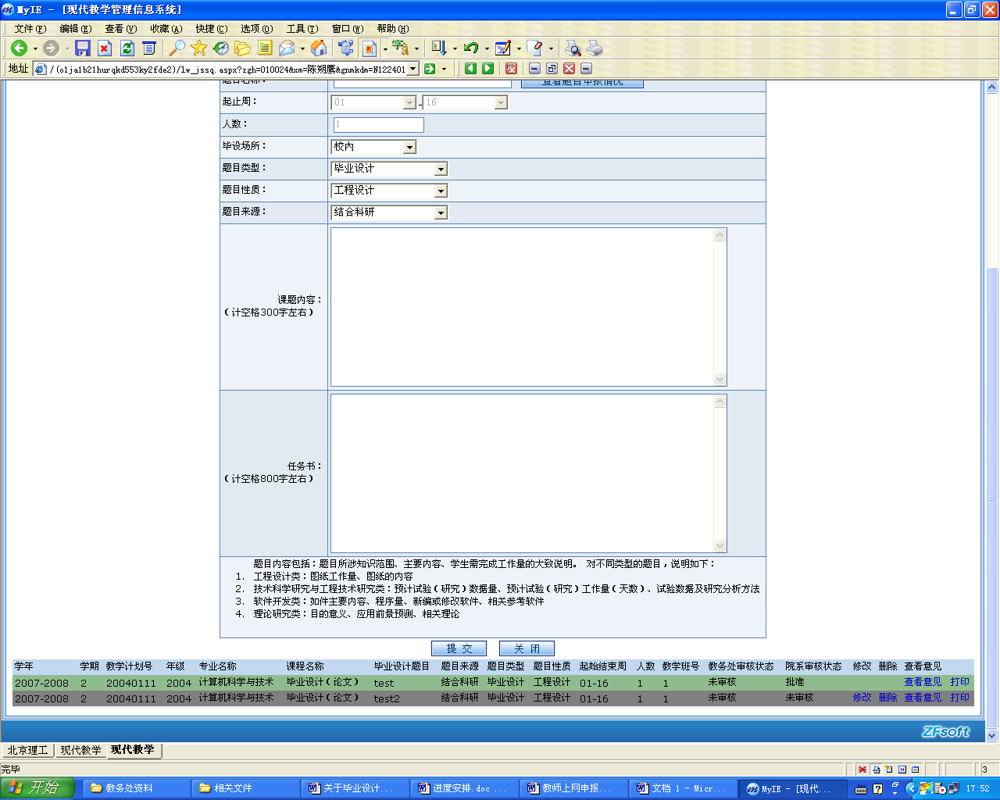 MyIE - [现代教学管理信息系统]
文件(F) 编辑(E) 查看(V) 收藏(A) 快捷(C) 选项(O) 工具(T) 窗口(W) 帮助(H)
地址 /(o1ja1b21hurqkd553ky2fde2)/lw_jssq.aspx?zgh=010024&xm=陈朔鹰&gnmkdm=N122401
题目名称： 查看题目申报情况
起止周： 01 - 16
人数： 1
毕设场所： 校内
题目类型： 毕业设计
题目性质： 工程设计
题目来源： 结合科研
课题内容：
（计空格300字左右）
任务书：
（计空格800字左右）
题目内容包括：题目所涉知识范围、主要内容、学生需完成工作量的大致说明。 对不同类型的题目，说明如下：
1. 工程设计类：图纸工作量、图纸的内容
2. 技术科学研究与工程技术研究类：预计试验（研究）数据量、预计试验（研究）工作量（天数）、试验数据及研究分析方法
3. 软件开发类：如件主要内容、程序量、新编或修改软件、相关参考软件
4. 理论研究类：目的意义、应用前景预测、相关理论
提 交 关 闭
学年 学期 教学计划号 年级 专业名称 课程名称 毕业设计题目 题目来源 题目类型 题目性质 起始结束周 人数 教学班号 教务处审核状态 院系审核状态 修改 删除 查看意见
2007-2008 2 20040111 2004 计算机科学与技术 毕业设计（论文） test 结合科研 毕业设计 工程设计 01-16 1 1 未审核 批准 查看意见 打印
2007-2008 2 20040111 2004 计算机科学与技术 毕业设计（论文） test2 结合科研 毕业设计 工程设计 01-16 1 1 未审核 未审核 修改 删除 查看意见 打印
ZFsoft
北京理工 现代教学 现代教学
完毕 3
开始 教务处资料 相关文件 关于毕业设计... 进度安排.doc ... 教师上网申报... 文档 1 - Micr... MyIE - [现代... 17:52